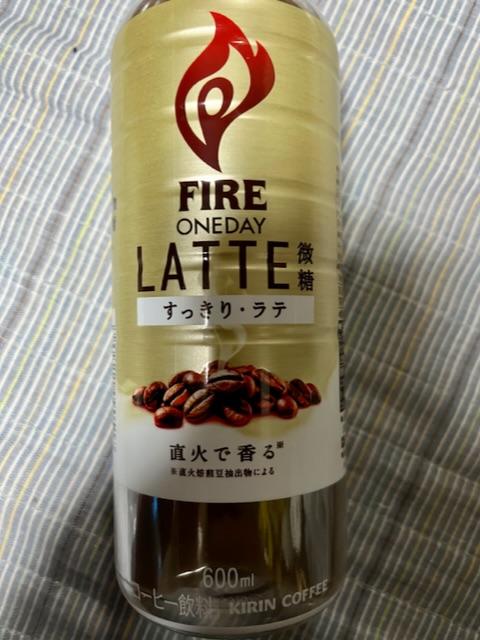 FIRE
ONEDAY
LATTE 微糖
すっきり・ラテ
直火で香る※
※直火焙煎豆抽出物による
600ml
コーヒー飲料 KIRIN COFFEE